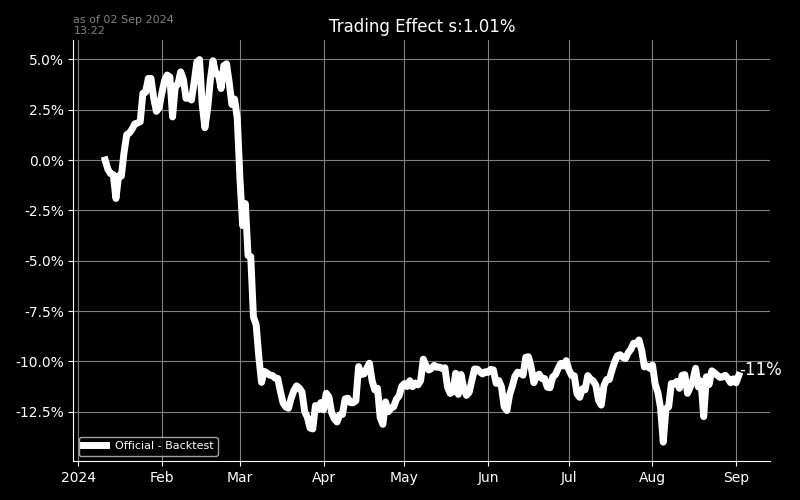 as of 02 Sep 2024
13:22
Trading Effect s:1.01%
5.0%
2.5%
0.0%
-2.5%
-5.0%
-7.5%
-10.0%
-12.5%
-11%
Official - Backtest
2024 Feb Mar Apr May Jun Jul Aug Sep